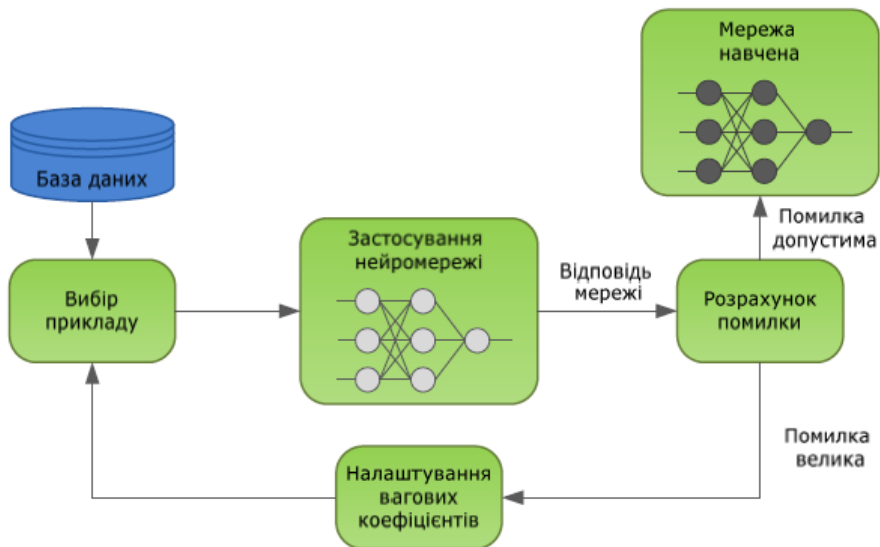 Мережа
навчена
База даних
Помилка
допустима
Застосування
нейромережі
Відповідь
мережі
Вибір
прикладу
Розрахунок
помилки
Помилка
велика
Налаштування
вагових
коефіцієнтів